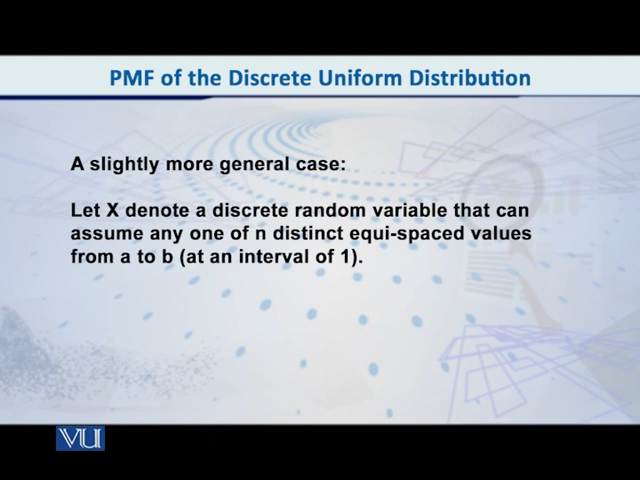 PMF of the Discrete Uniform Distribution
A slightly more general case:
Let X denote a discrete random variable that can
assume any one of n distinct equi-spaced values
from a to b (at an interval of 1).
VU